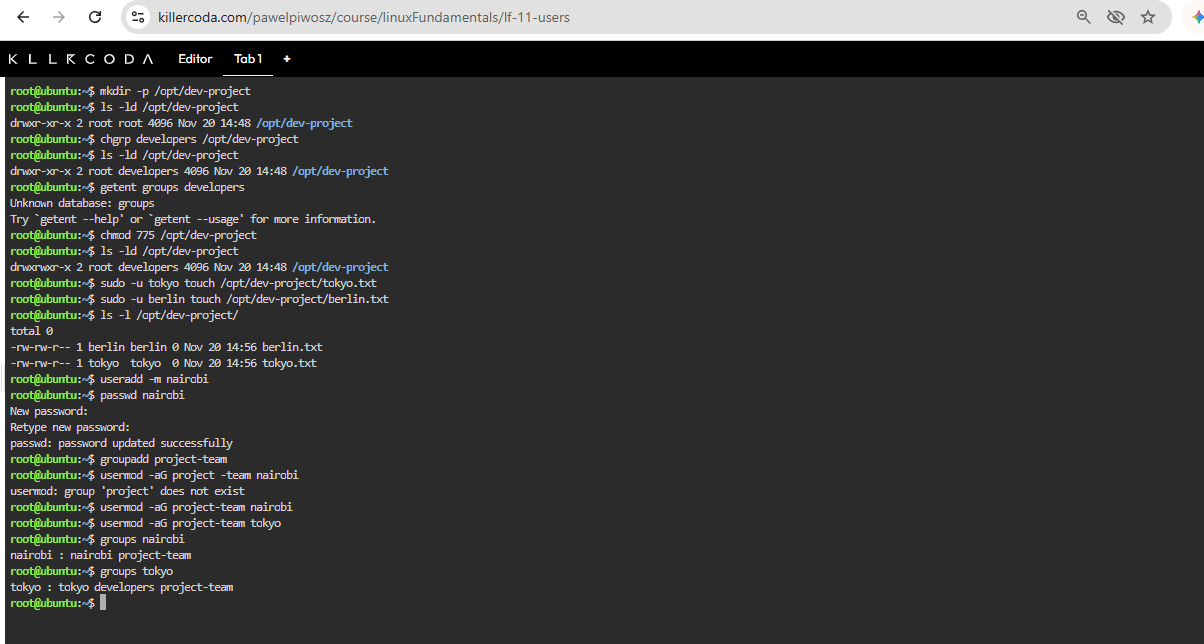 killercoda.com/pawelpiwosz/course/linuxFundamentals/lf-11-users
KILLERCODA Editor Tab 1 +
root@ubuntu:~$ mkdir -p /opt/dev-project
root@ubuntu:~$ ls -ld /opt/dev-project
drwxr-xr-x 2 root root 4096 Nov 20 14:48 /opt/dev-project
root@ubuntu:~$ chgrp developers /opt/dev-project
root@ubuntu:~$ ls -ld /opt/dev-project
drwxr-xr-x 2 root developers 4096 Nov 20 14:48 /opt/dev-project
root@ubuntu:~$ getent groups developers
Unknown database: groups
Try `getent --help' or `getent --usage' for more information.
root@ubuntu:~$ chmod 775 /opt/dev-project
root@ubuntu:~$ ls -ld /opt/dev-project
drwxrwxr-x 2 root developers 4096 Nov 20 14:48 /opt/dev-project
root@ubuntu:~$ sudo -u tokyo touch /opt/dev-project/tokyo.txt
root@ubuntu:~$ sudo -u berlin touch /opt/dev-project/berlin.txt
root@ubuntu:~$ ls -l /opt/dev-project/
total 0
-rw-rw-r-- 1 berlin berlin 0 Nov 20 14:56 berlin.txt
-rw-rw-r-- 1 tokyo  tokyo  0 Nov 20 14:56 tokyo.txt
root@ubuntu:~$ useradd -m nairobi
root@ubuntu:~$ passwd nairobi
New password:
Retype new password:
passwd: password updated successfully
root@ubuntu:~$ groupadd project-team
root@ubuntu:~$ usermod -aG project -team nairobi
usermod: group 'project' does not exist
root@ubuntu:~$ usermod -aG project-team nairobi
root@ubuntu:~$ usermod -aG project-team tokyo
root@ubuntu:~$ groups nairobi
nairobi : nairobi project-team
root@ubuntu:~$ groups tokyo
tokyo : tokyo developers project-team
root@ubuntu:~$